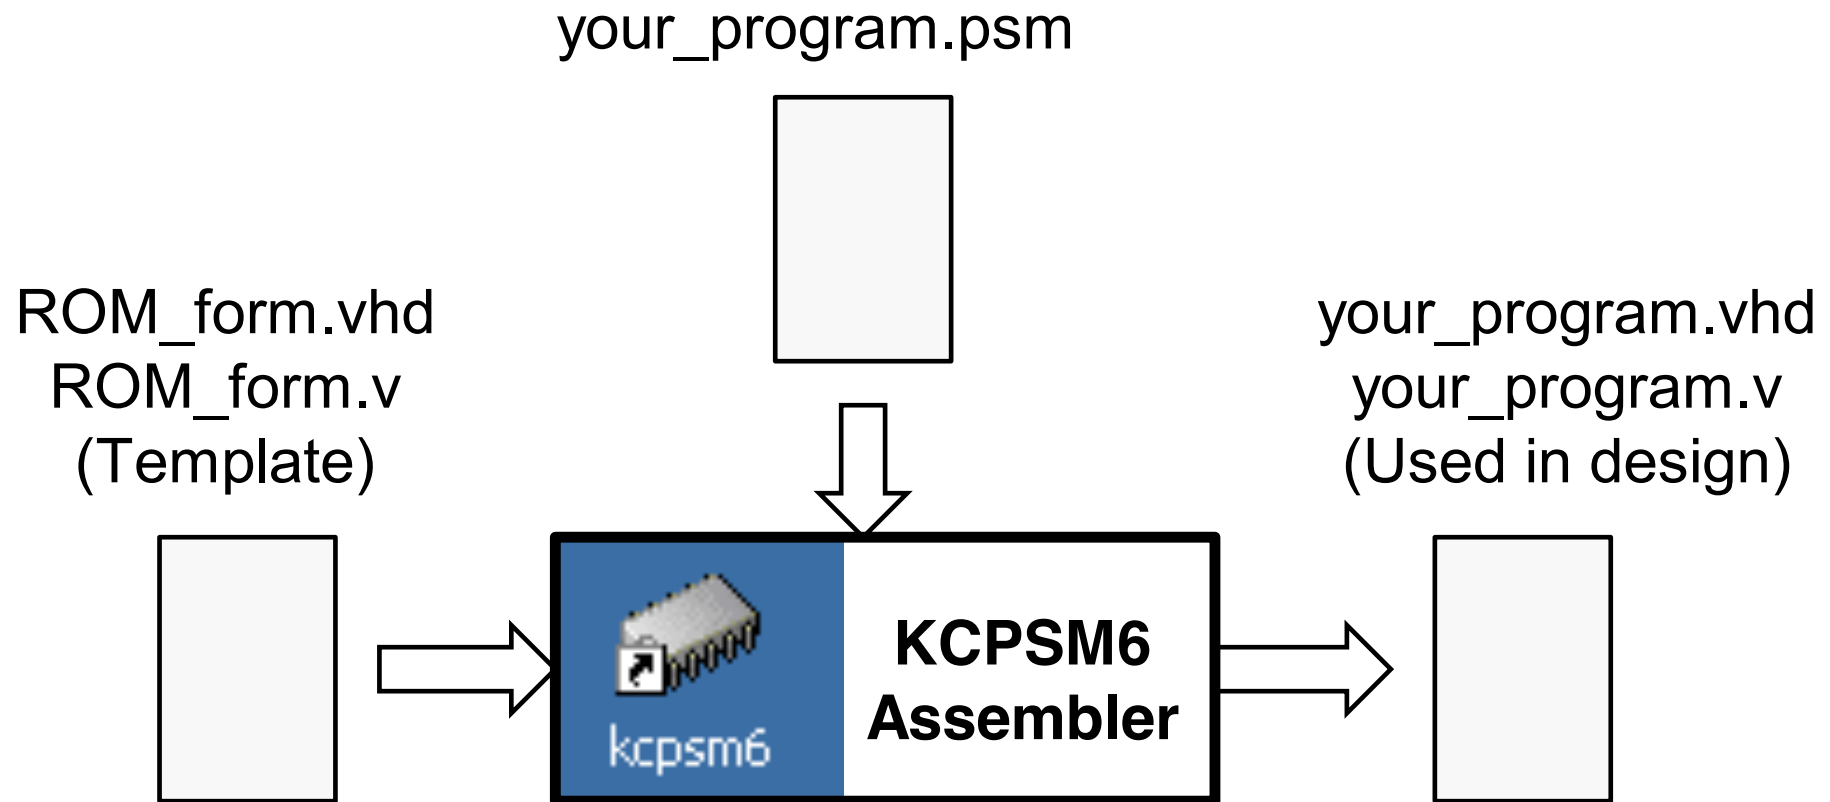 your_program.psm
ROM_form.vhd
ROM_form.v
(Template)
your_program.vhd
your_program.v
(Used in design)
kcpsm6
KCPSM6
Assembler